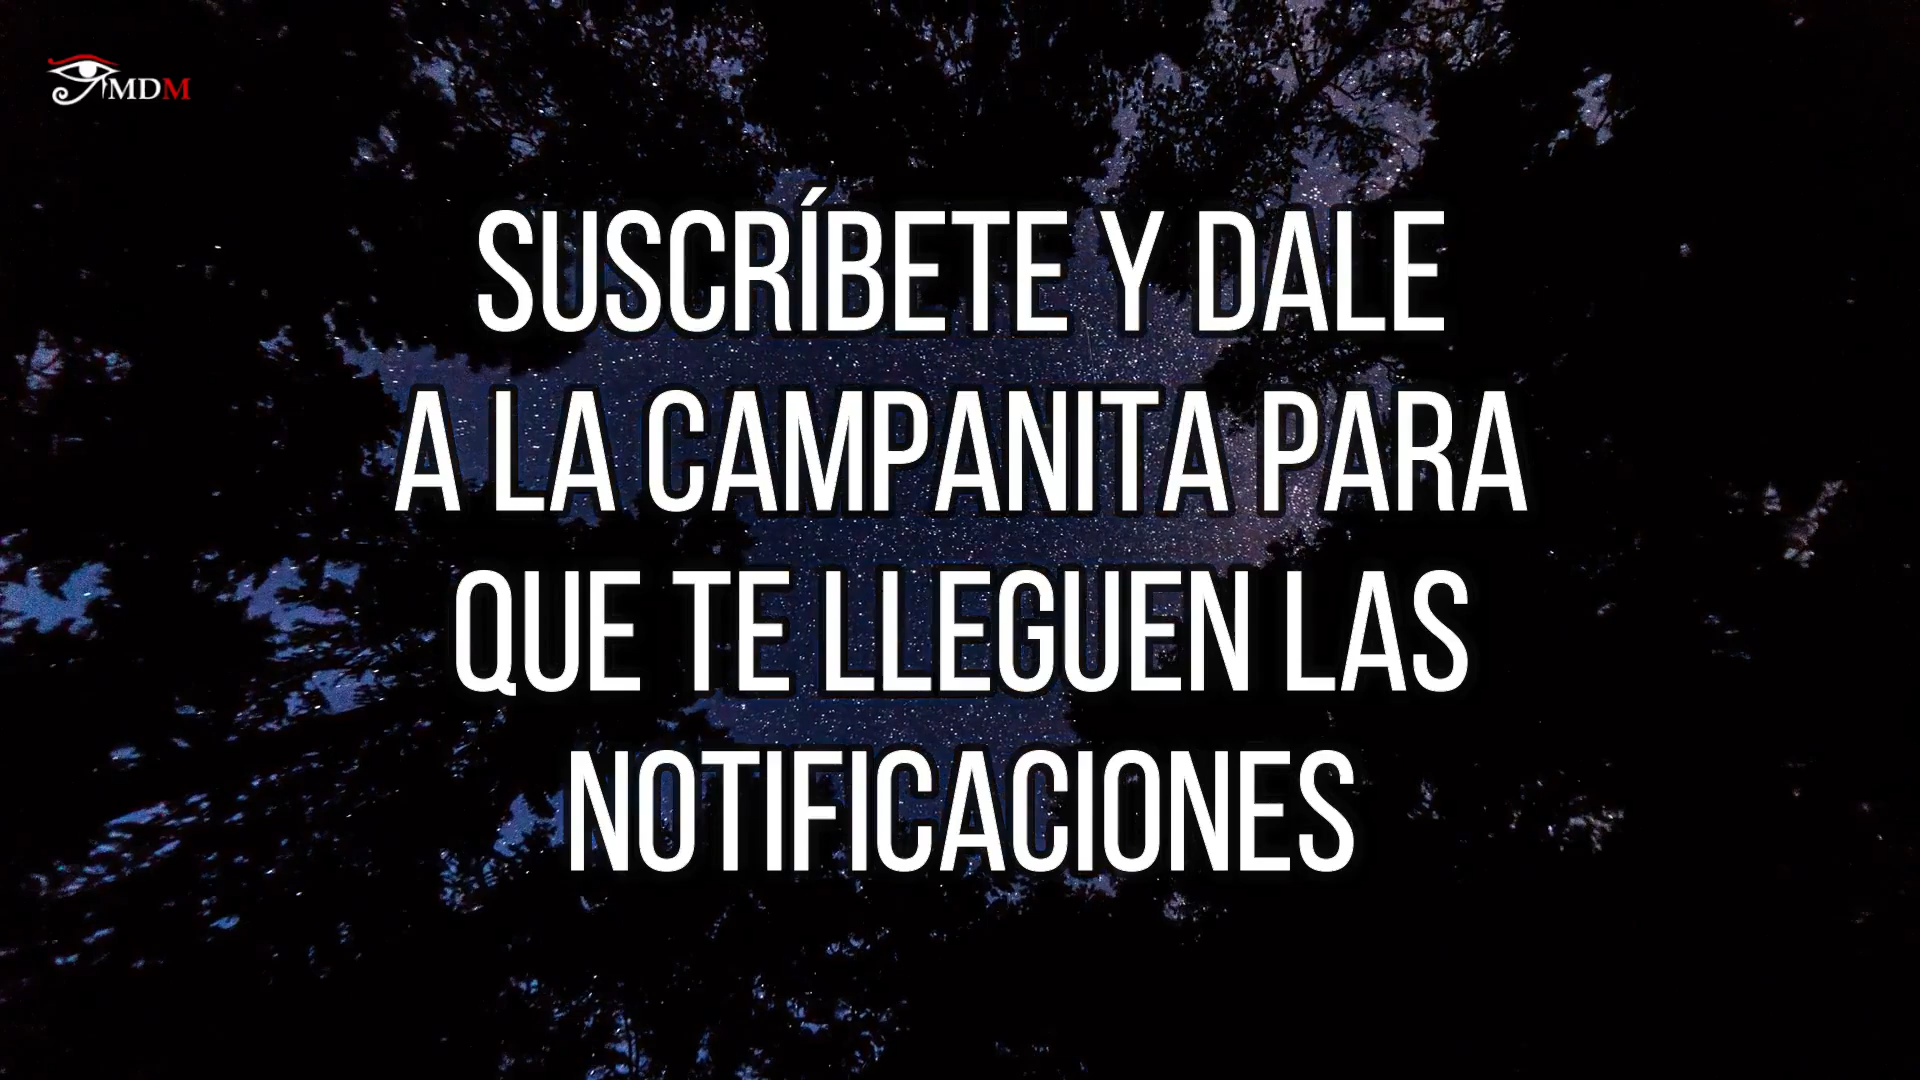 MDM
SUSCRÍBETE Y DALE
A LA CAMPANITA PARA
QUE TE LLEGUEN LAS
NOTIFICACIONES